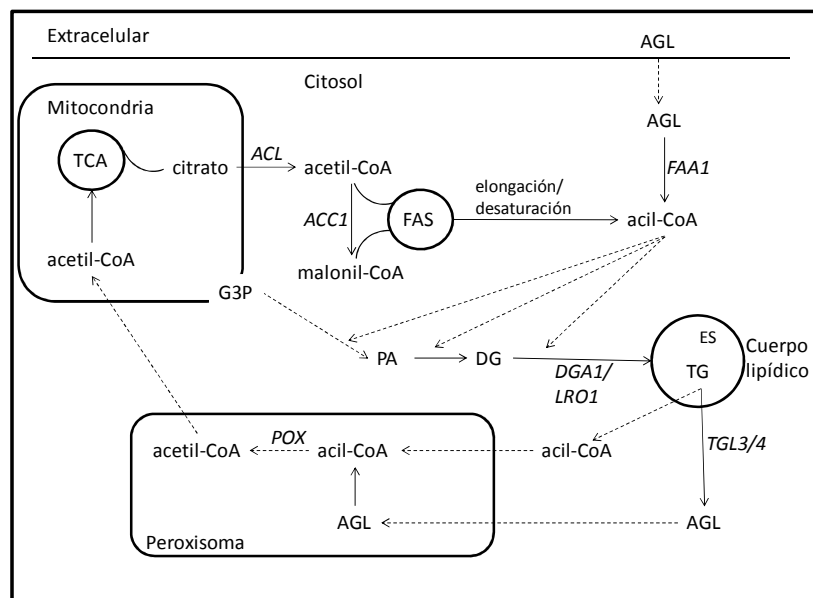 Extracelular
AGL
Citosol
Mitocondria
AGL
TCA
citrato
ACL
acetil-CoA
FAA1
elongación/
desaturación
ACC1
FAS
acil-CoA
acetil-CoA
malonil-CoA
G3P
ES
Cuerpo
lipídico
PA
DG
TG
DGA1/
LRO1
acetil-CoA
POX
acil-CoA
acil-CoA
TGL3/4
AGL
AGL
Peroxisoma